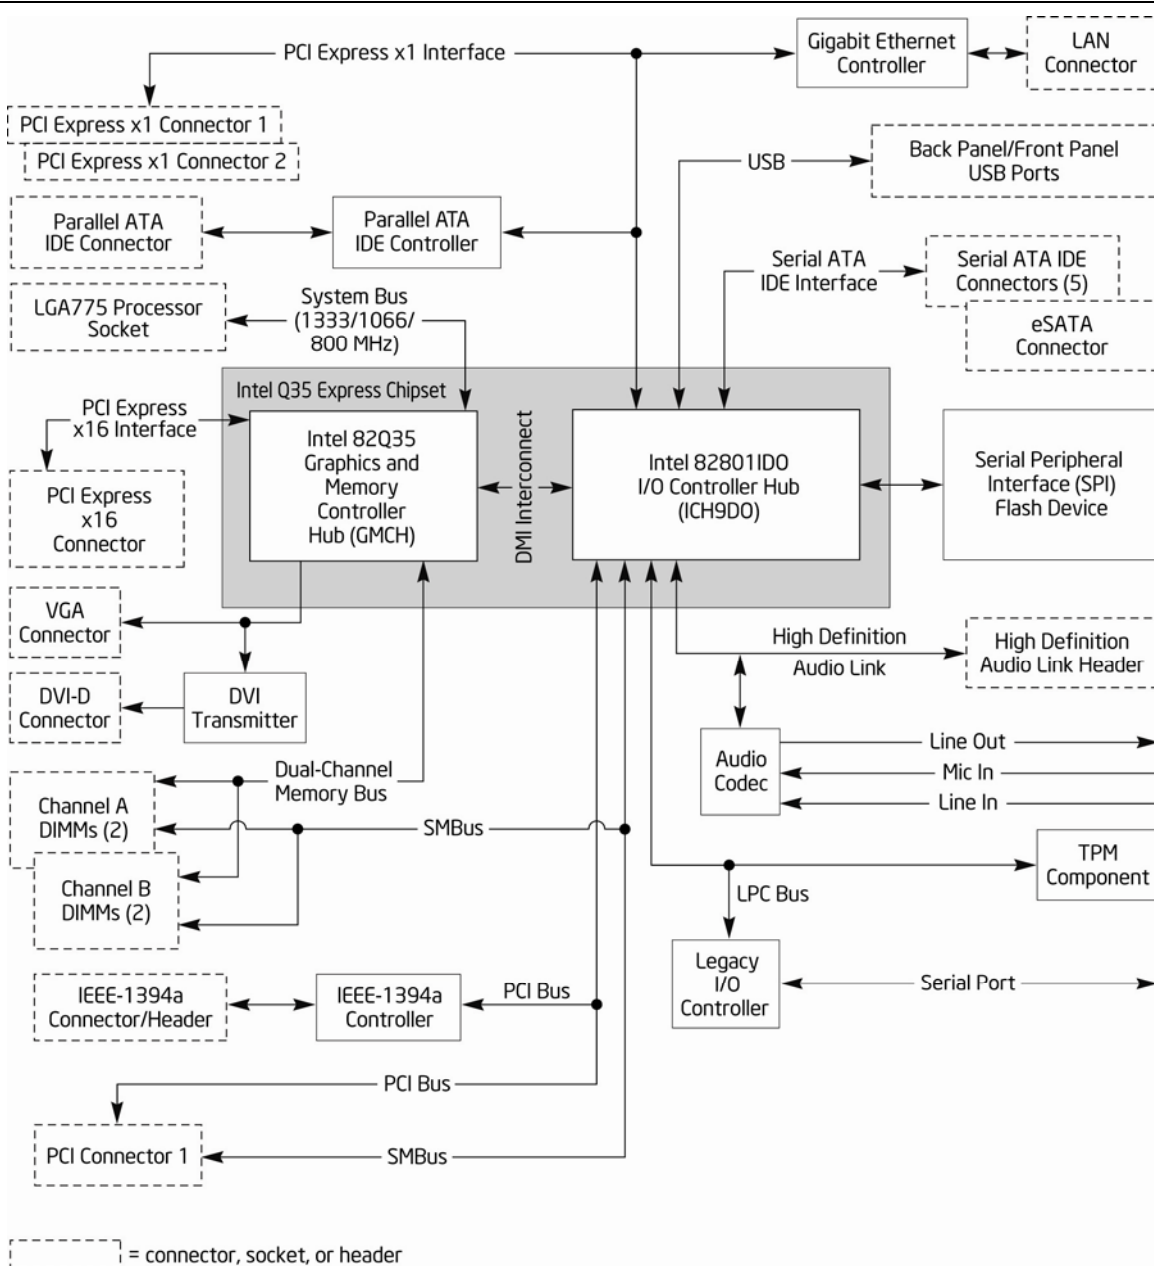 PCI Express x1 Interface
Gigabit Ethernet
Controller
LAN
Connector
PCI Express x1 Connector 1
PCI Express x1 Connector 2
USB
Back Panel/Front Panel
USB Ports
Parallel ATA
IDE Connector
Parallel ATA
IDE Controller
Serial ATA
IDE Interface
Serial ATA IDE
Connectors (5)
eSATA
Connector
LGA775 Processor
Socket
System Bus
(1333/1066/
800 MHz)
Intel Q35 Express Chipset
PCI Express
x16 Interface
PCI Express
x16
Connector
Intel 82Q35
Graphics and
Memory
Controller
Hub (GMCH)
DMI Interconnect
Intel 82801IDO
I/O Controller Hub
(ICH9DO)
Serial Peripheral
Interface (SPI)
Flash Device
VGA
Connector
DVI-D
Connector
DVI
Transmitter
High Definition
Audio Link
High Definition
Audio Link Header
Audio
Codec
Line Out
Mic In
Line In
Dual-Channel
Memory Bus
Channel A
DIMMs (2)
SMBus
Channel B
DIMMs (2)
TPM
Component
LPC Bus
Legacy
I/O
Controller
Serial Port
IEEE-1394a
Connector/Header
IEEE-1394a
Controller
PCI Bus
PCI Bus
PCI Connector 1
SMBus
= connector, socket, or header